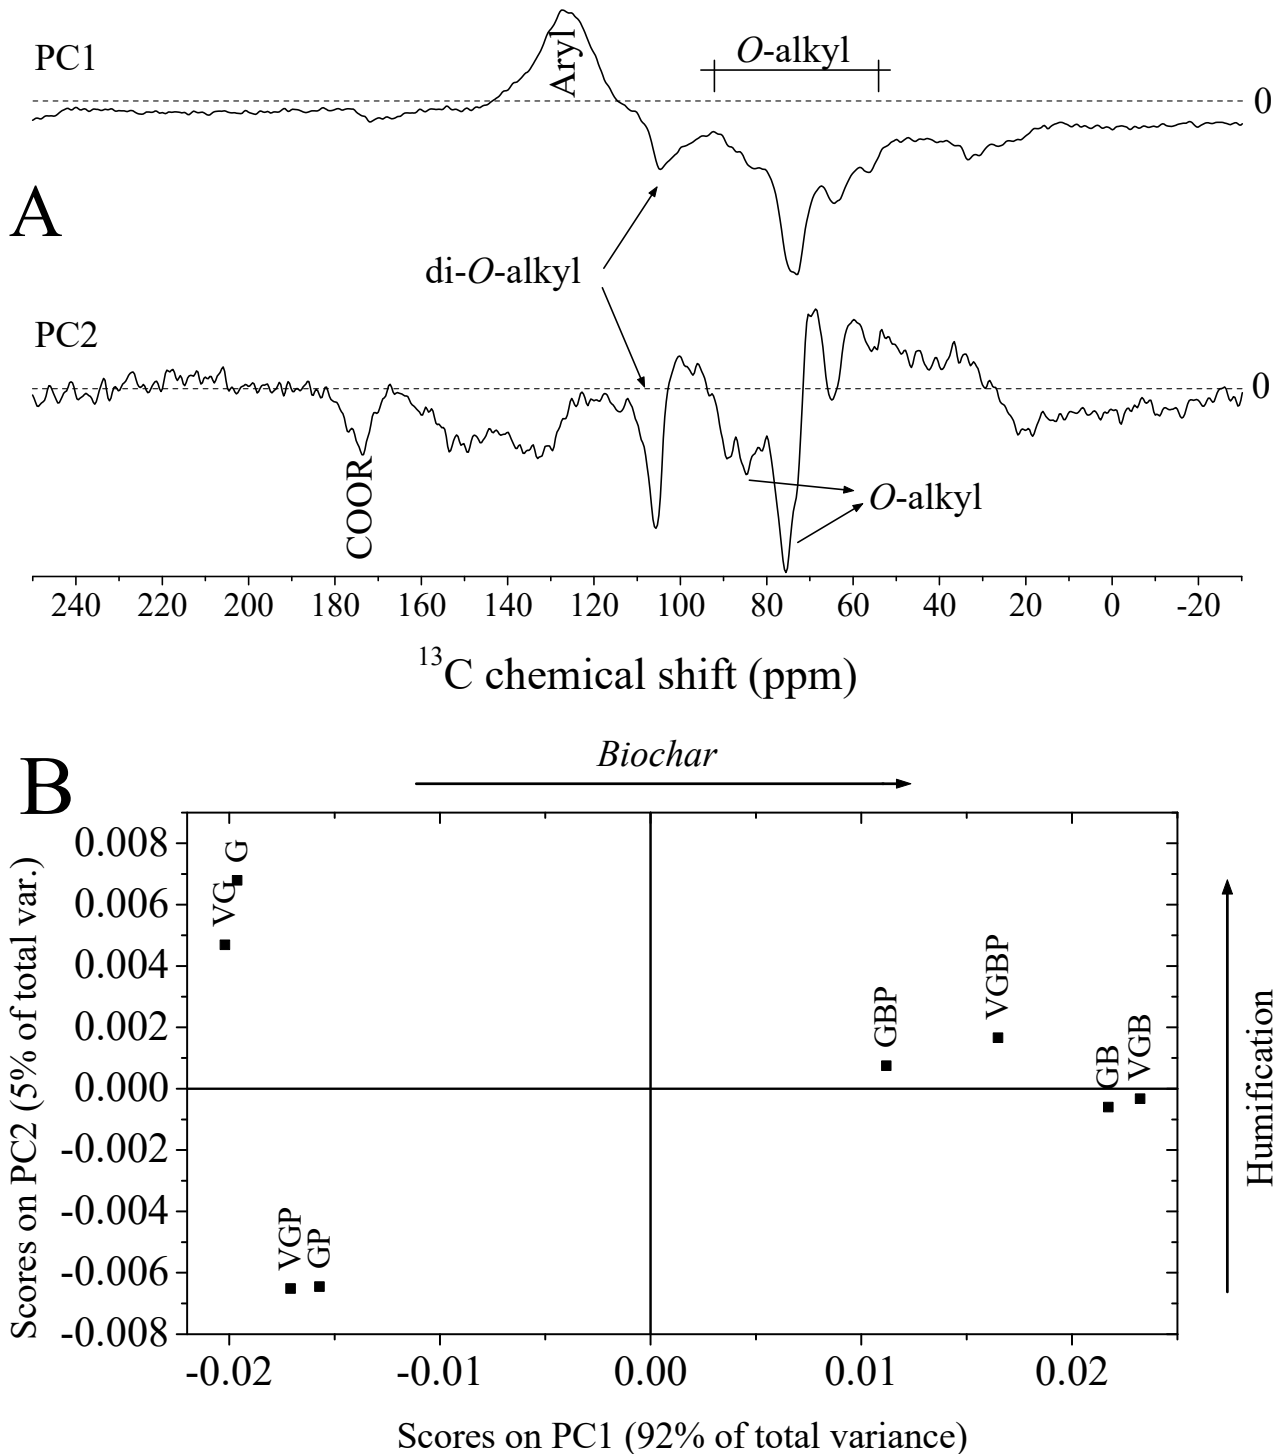 PC1
Aryl
O-alkyl
0
A
di-O-alkyl
PC2
0
COOR
O-alkyl
240 220 200 180 160 140 120 100 80 60 40 20 0 -20
¹³C chemical shift (ppm)
B
Biochar
Scores on PC2 (5% of total var.)
0.008
0.006
0.004
0.002
0.000
-0.002
-0.004
-0.006
-0.008
G
VG
GBP
VGBP
GB
VGB
VGP
GP
Humification
-0.02 -0.01 0.00 0.01 0.02
Scores on PC1 (92% of total variance)